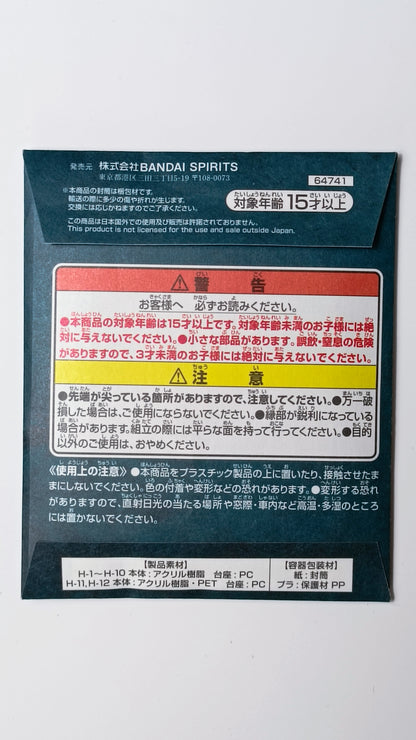 発売元 株式会社BANDAI SPIRITS
東京都港区三田三丁目5-19 〒108-0073
64741
※本商品の封筒は梱包材です。
輸送の際に多少の傷や折れが生じます。
交換には応じかねますのでご了承ください。
対象年齢 15才以上
この商品は日本国外での使用及び販売は許諾されておりません。
This product is not licensed for the use and sale outside Japan.
警告
お客様へ 必ずお読みください。
●本商品の対象年齢は15才以上です。対象年齢未満のお子様には絶
対に与えないでください。●小さな部品があります。誤飲・窒息の危険
がありますので、3才未満のお子様には絶対に与えないでください。
注意
●先端が尖っている箇所がありますので、注意してください。●万一破
損した場合は、ご使用にならないでください。●縁部が鋭利になっている
場合があります。組立の際には平らな面を持って行ってください。●目的
以外のご使用は、おやめください。
《使用上の注意》●本商品をプラスチック製品の上に置いたり、接触させたま
まにしないでください。色の付着や変形などの恐れがあります。●変形する恐れ
がありますので、直射日光の当たる場所や窓際・車内など高温・多湿のところ
には置かないでください。
【製品素材】
H-1〜H-10 本体:アクリル樹脂 台座:PC
H-11,H-12 本体:アクリル樹脂・PET 台座:PC
【容器包装材】
紙:封筒
プラ:保護材 PP